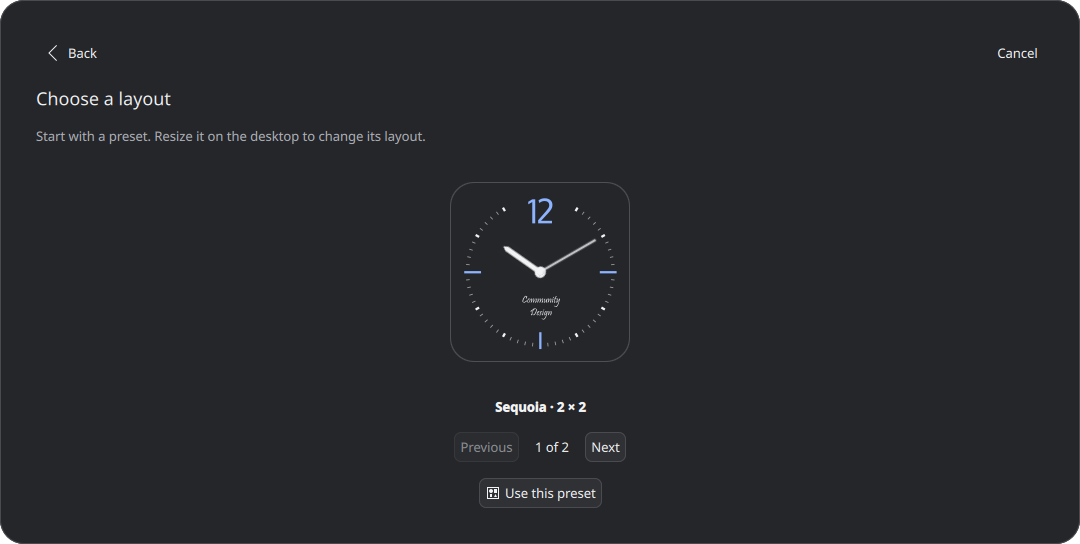 Back
Cancel
Choose a layout
Start with a preset. Resize it on the desktop to change its layout.
12
Community
Design
Sequoia · 2 × 2
Previous
1 of 2
Next
Use this preset